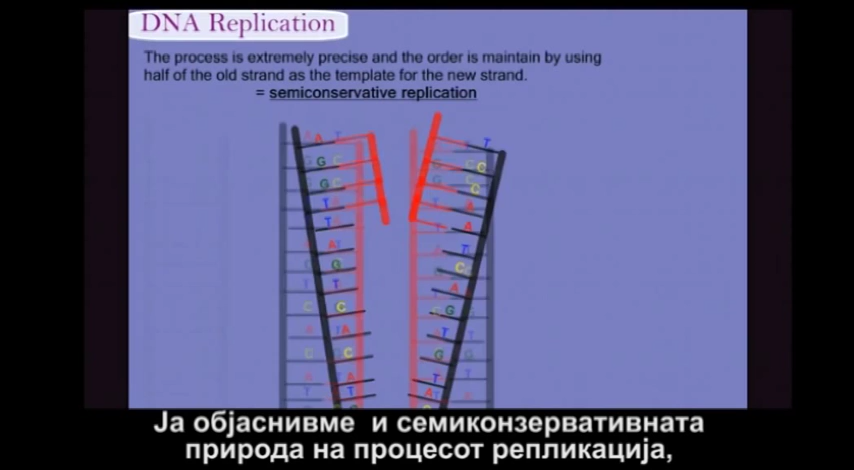 DNA Replication
The process is extremely precise and the order is maintain by using
half of the old strand as the template for the new strand.
= semiconservative replication
Ја објаснивме и семиконзервативната
природа на процесот репликација,